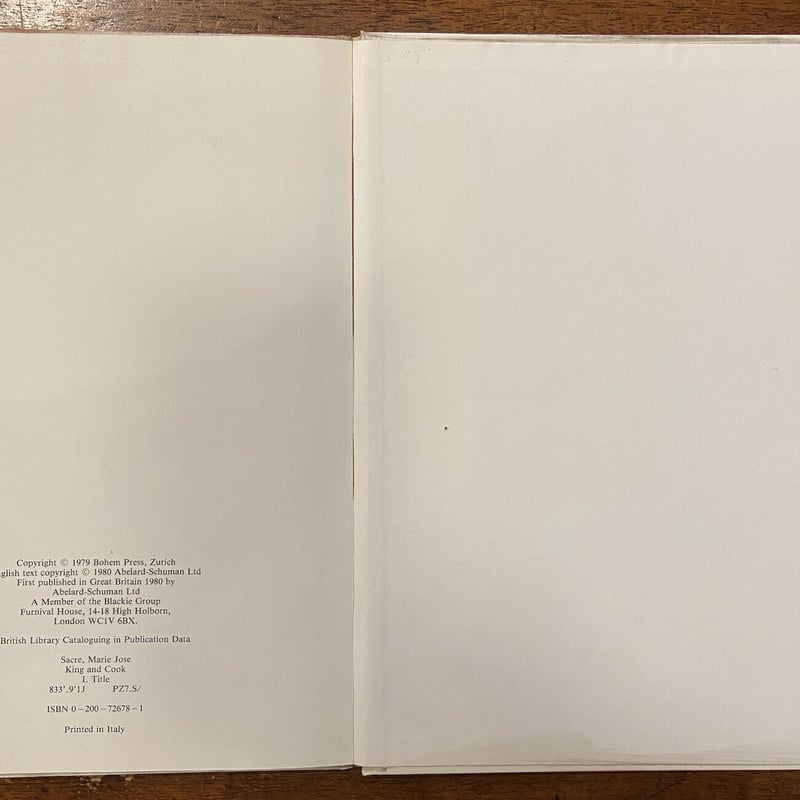 Copyright © 1979 Bohem Press, Zurich
glish text copyright © 1980 Abelard-Schuman Ltd
First published in Great Britain 1980 by
Abelard-Schuman Ltd
A Member of the Blackie Group
Furnival House, 14-18 High Holborn,
London WC1V 6BX.
British Library Cataloguing in Publication Data
Sacre, Marie Jose
King and Cook
1. Title
833'.9'1J PZ7.S/
ISBN 0-200-72678-1
Printed in Italy